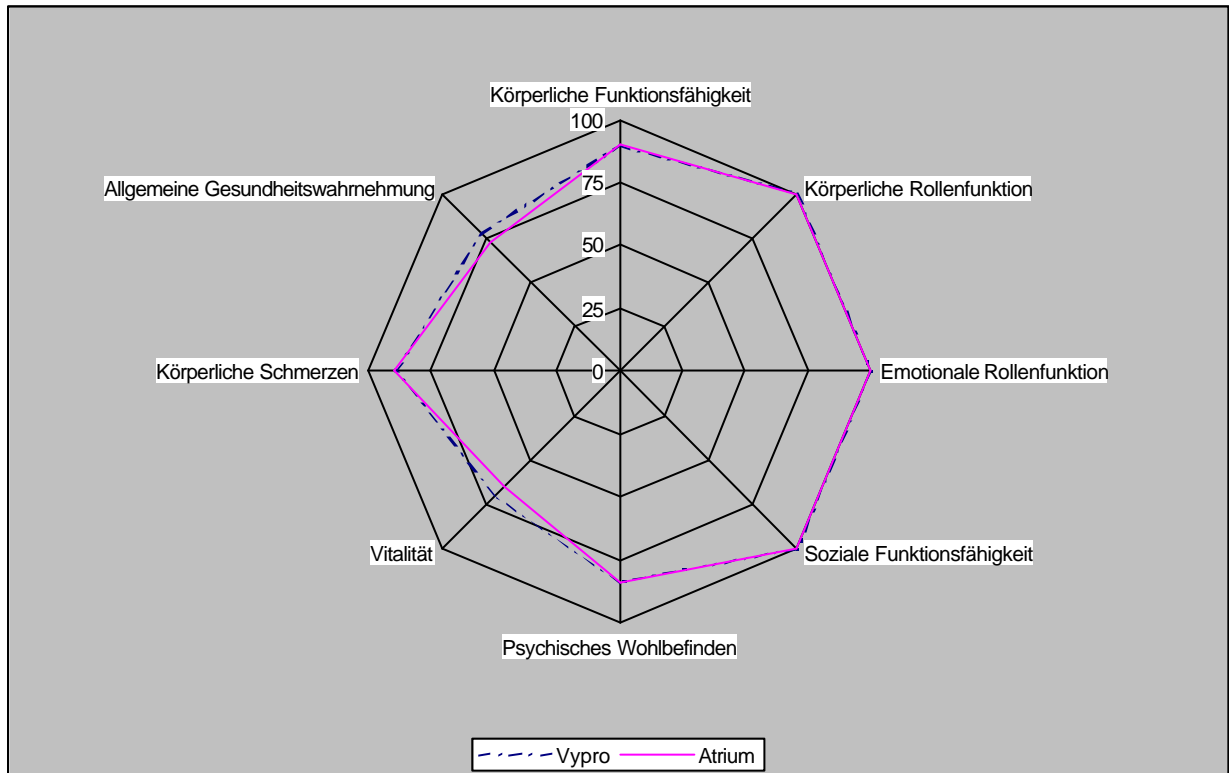 Körperliche Funktionsfähigkeit
100
Allgemeine Gesundheitswahrnehmung
Körperliche Rollenfunktion
75
50
25
Körperliche Schmerzen
0
Emotionale Rollenfunktion
Vitalität
Soziale Funktionsfähigkeit
Psychisches Wohlbefinden
Vypro Atrium